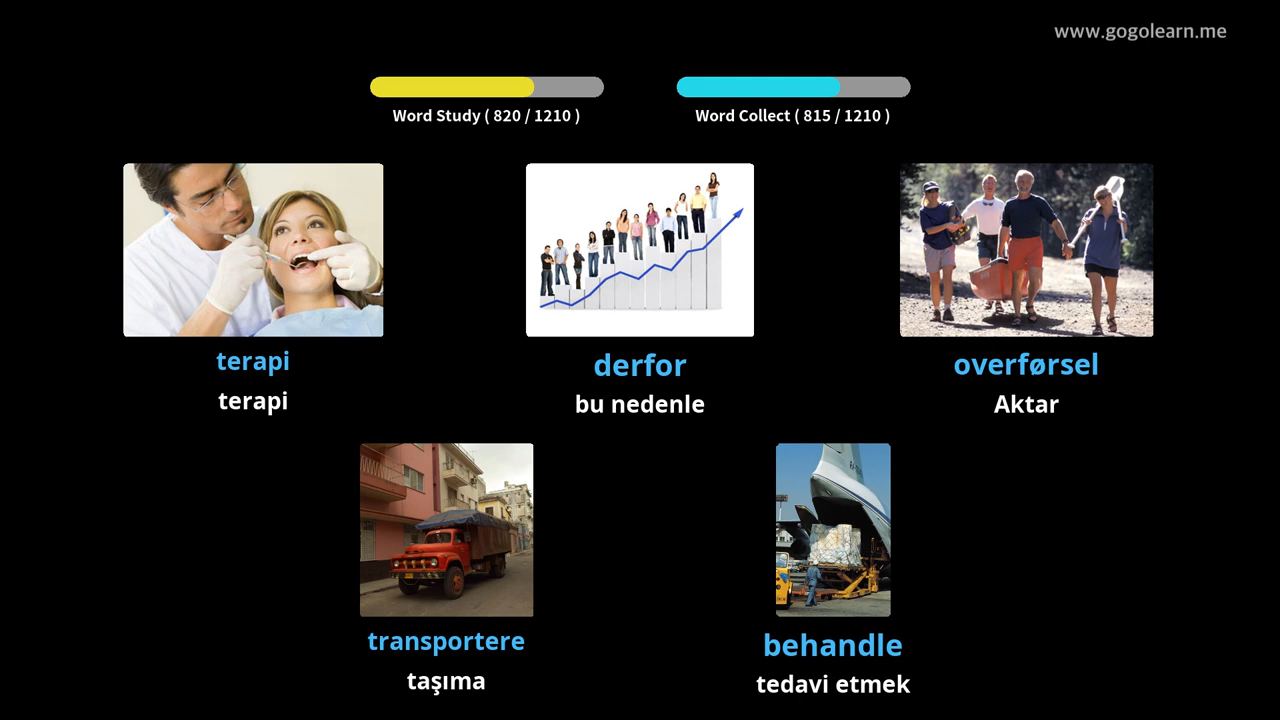 www.gogolearn.me
Word Study ( 820 / 1210 )
Word Collect ( 815 / 1210 )
terapi
terapi
derfor
bu nedenle
overførsel
Aktar
transportere
taşıma
behandle
tedavi etmek